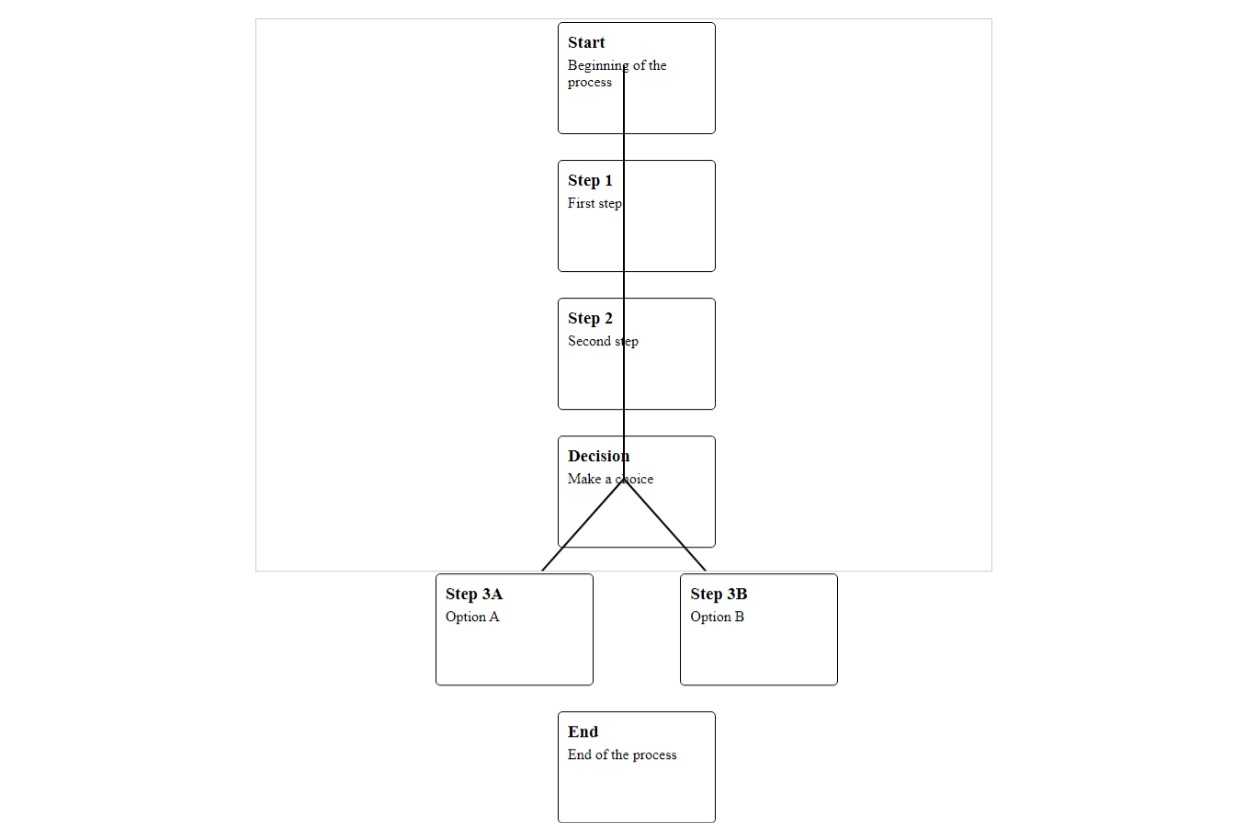 Start
Beginning of the
process
Step 1
First step
Step 2
Second step
Decision
Make a choice
Step 3A
Option A
Step 3B
Option B
End
End of the process